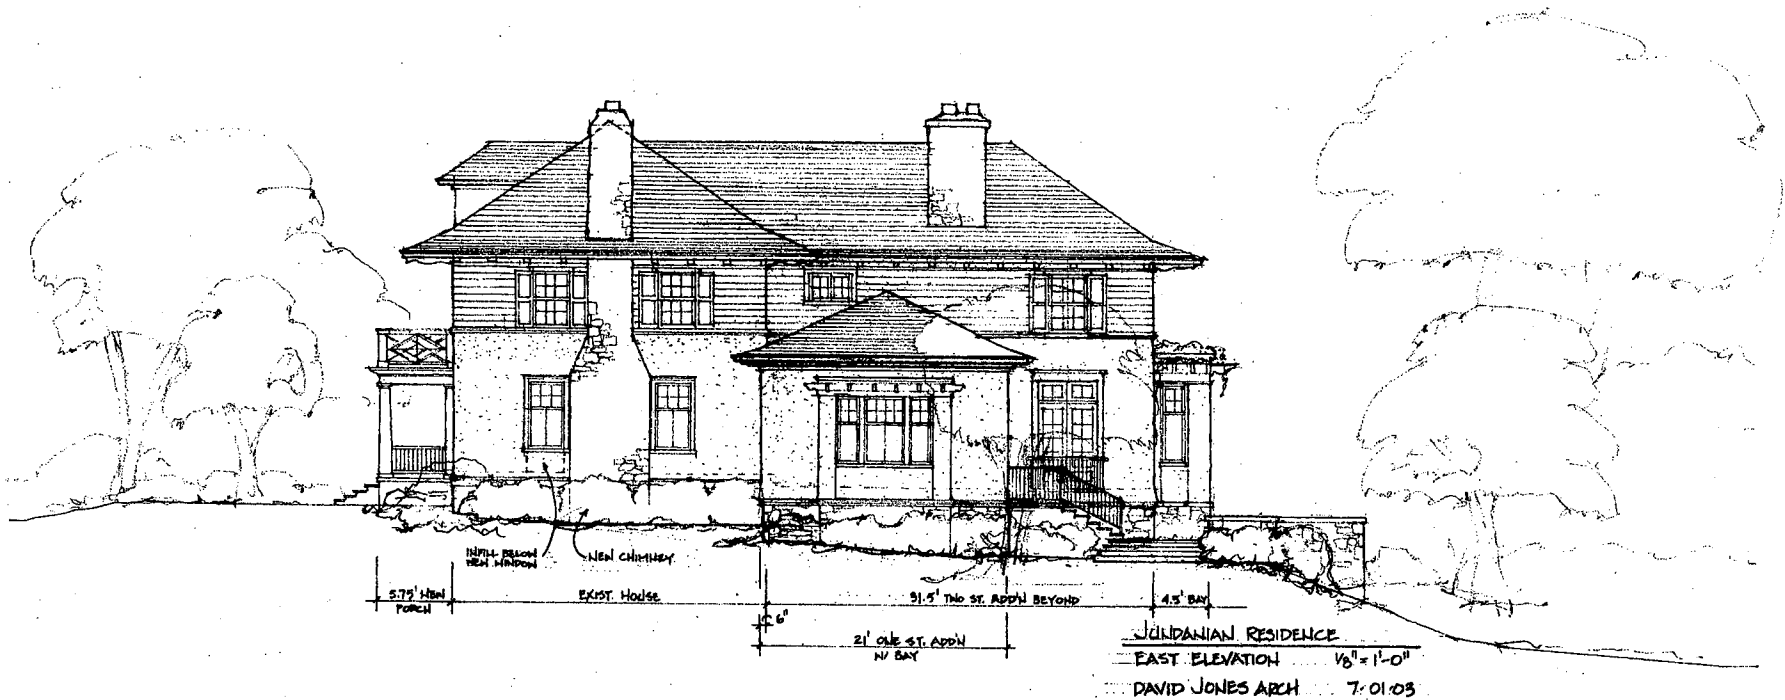 INFILL BELOW
NEW WINDOW
NEW CHIMNEY
5.75' NEW
PORCH
EXIST. HOUSE
31.5' TWO ST. ADD'N BEYOND
4.5' BAY
6"
21' ONE ST. ADD'N
W/ BAY
JUNDANIAN RESIDENCE
EAST ELEVATION 1/8" = 1'-0"
DAVID JONES ARCH 7.01.03